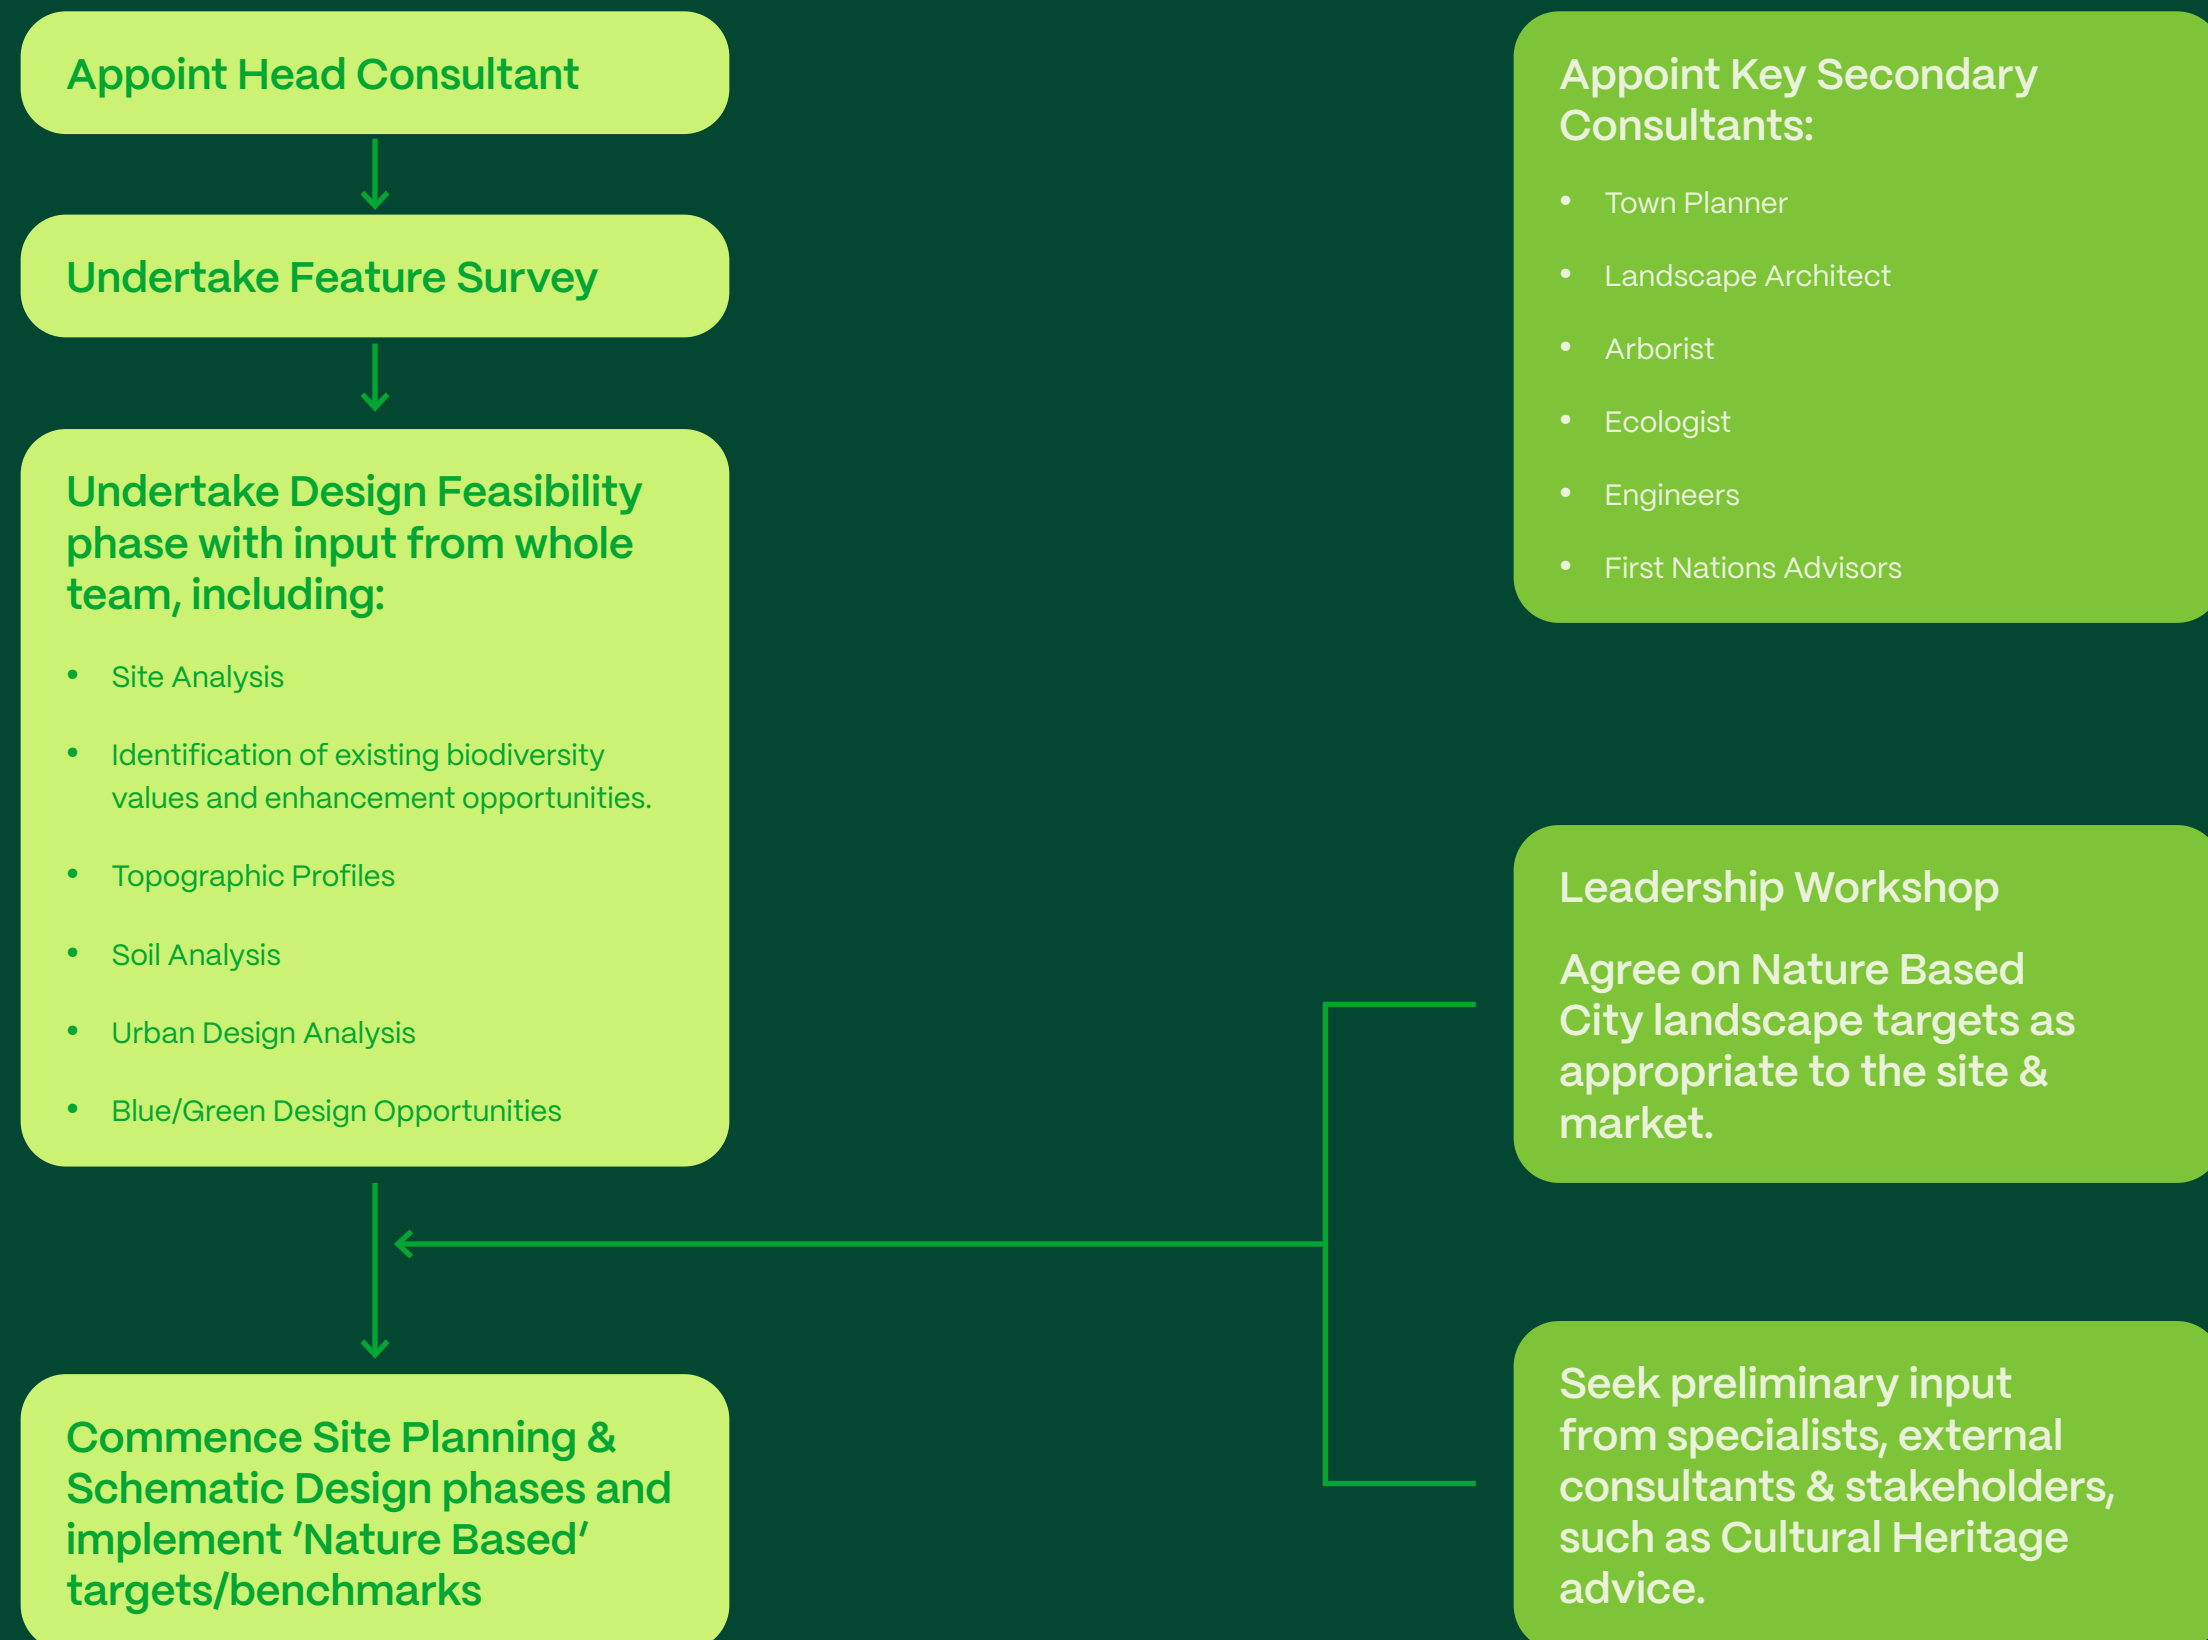 Appoint Head Consultant
Undertake Feature Survey
Undertake Design Feasibility
phase with input from whole
team, including:
• Site Analysis
• Identification of existing biodiversity
values and enhancement opportunities.
• Topographic Profiles
• Soil Analysis
• Urban Design Analysis
• Blue/Green Design Opportunities
Commence Site Planning &
Schematic Design phases and
implement ‘Nature Based’
targets/benchmarks
Appoint Key Secondary
Consultants:
• Town Planner
• Landscape Architect
• Arborist
• Ecologist
• Engineers
• First Nations Advisors
Leadership Workshop
Agree on Nature Based
City landscape targets as
appropriate to the site &
market.
Seek preliminary input
from specialists, external
consultants & stakeholders,
such as Cultural Heritage
advice.